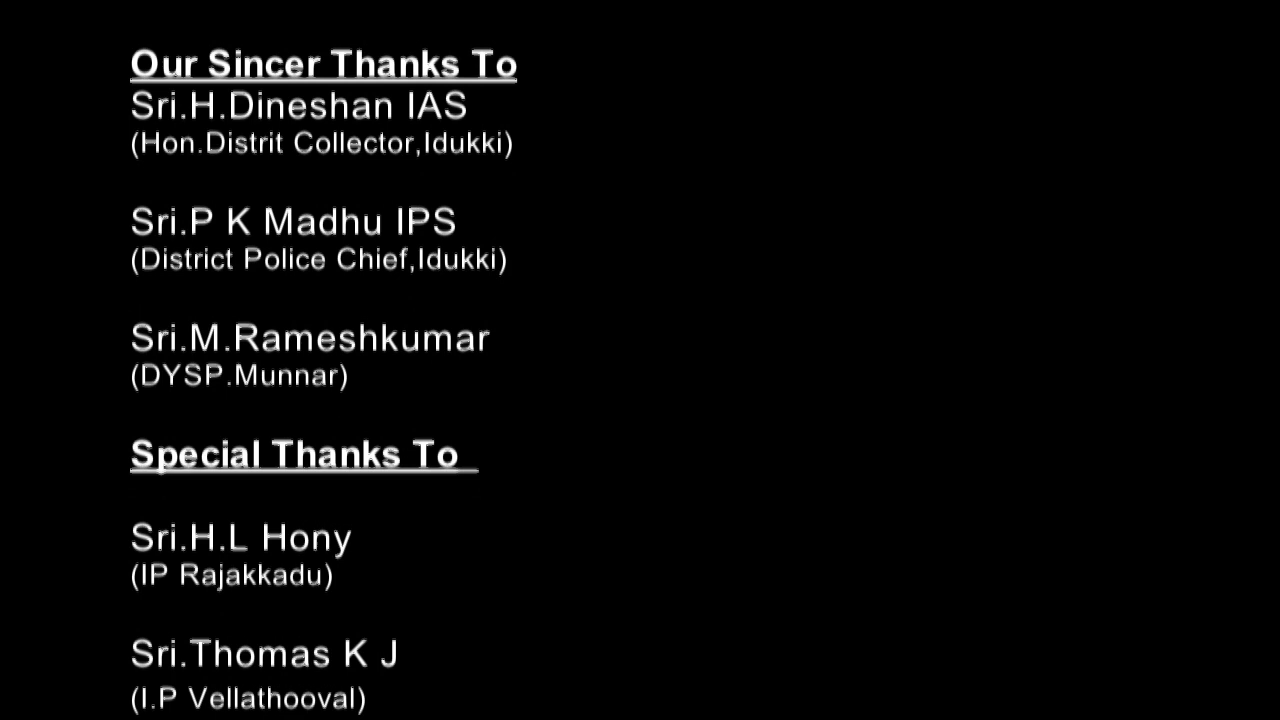 Our Sincer Thanks To
Sri.H.Dineshan IAS
(Hon.Distrit Collector,Idukki)
Sri.P K Madhu IPS
(District Police Chief,Idukki)
Sri.M.Rameshkumar
(DYSP.Munnar)
Special Thanks To
Sri.H.L Hony
(IP Rajakkadu)
Sri.Thomas K J
(I.P Vellathooval)